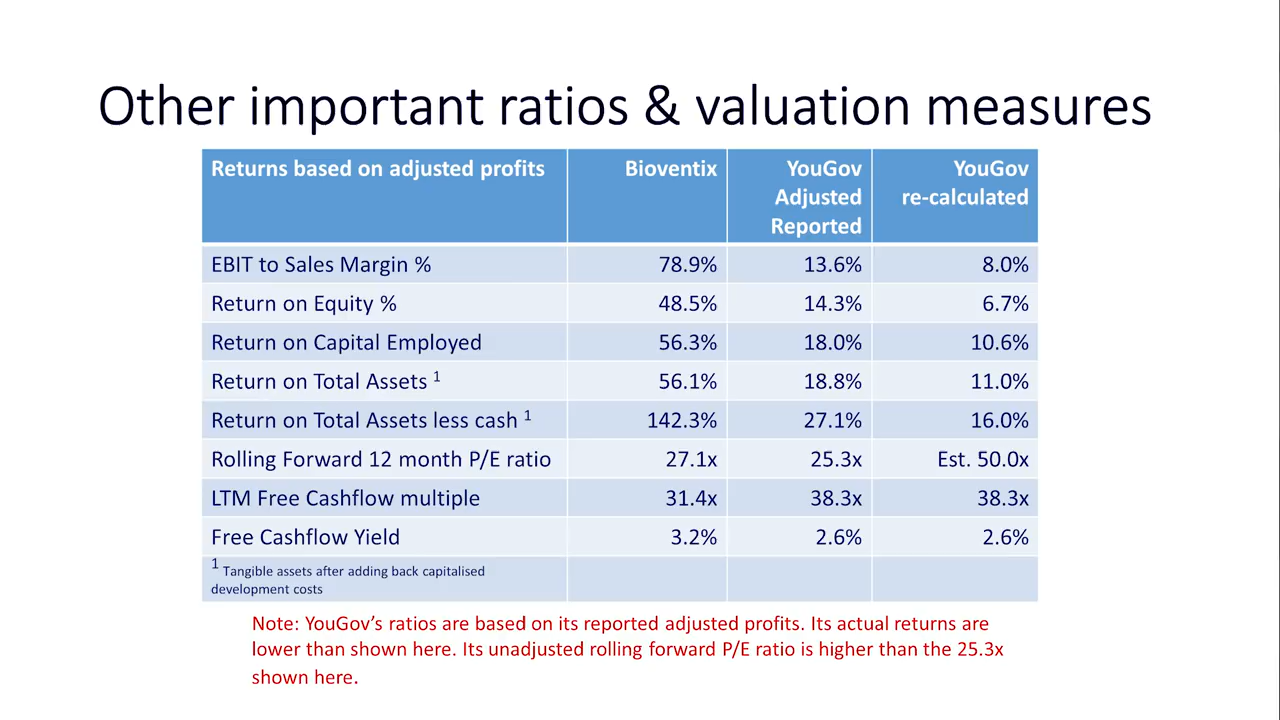 Other important ratios & valuation measures
Returns based on adjusted profits Bioventix YouGov YouGov
Adjusted re-calculated
Reported
EBIT to Sales Margin % 78.9% 13.6% 8.0%
Return on Equity % 48.5% 14.3% 6.7%
Return on Capital Employed 56.3% 18.0% 10.6%
Return on Total Assets ¹ 56.1% 18.8% 11.0%
Return on Total Assets less cash ¹ 142.3% 27.1% 16.0%
Rolling Forward 12 month P/E ratio 27.1x 25.3x Est. 50.0x
LTM Free Cashflow multiple 31.4x 38.3x 38.3x
Free Cashflow Yield 3.2% 2.6% 2.6%
¹ Tangible assets after adding back capitalised
development costs
Note: YouGov’s ratios are based on its reported adjusted profits. Its actual returns are
lower than shown here. Its unadjusted rolling forward P/E ratio is higher than the 25.3x
shown here.